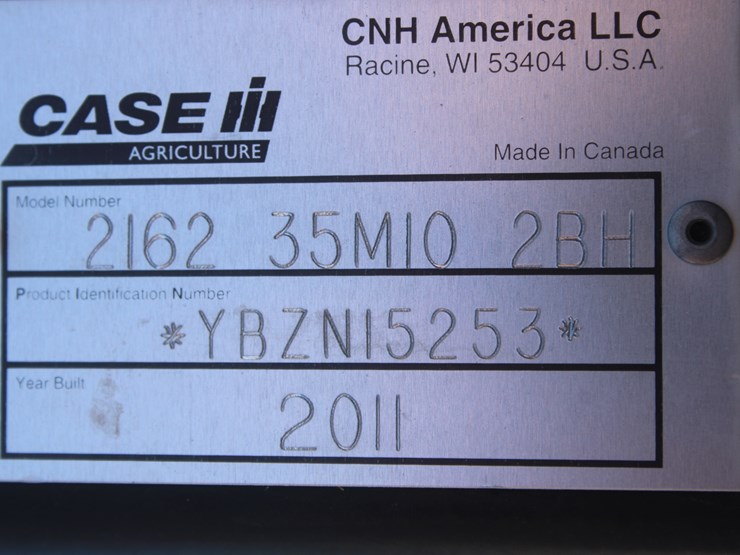 CNH America LLC
Racine, WI 53404 U.S.A.
CASE IH
AGRICULTURE
Made In Canada
Model Number
2162 35M10 2BH
Product Identification Number
*YBZN15253*
Year Built
2011